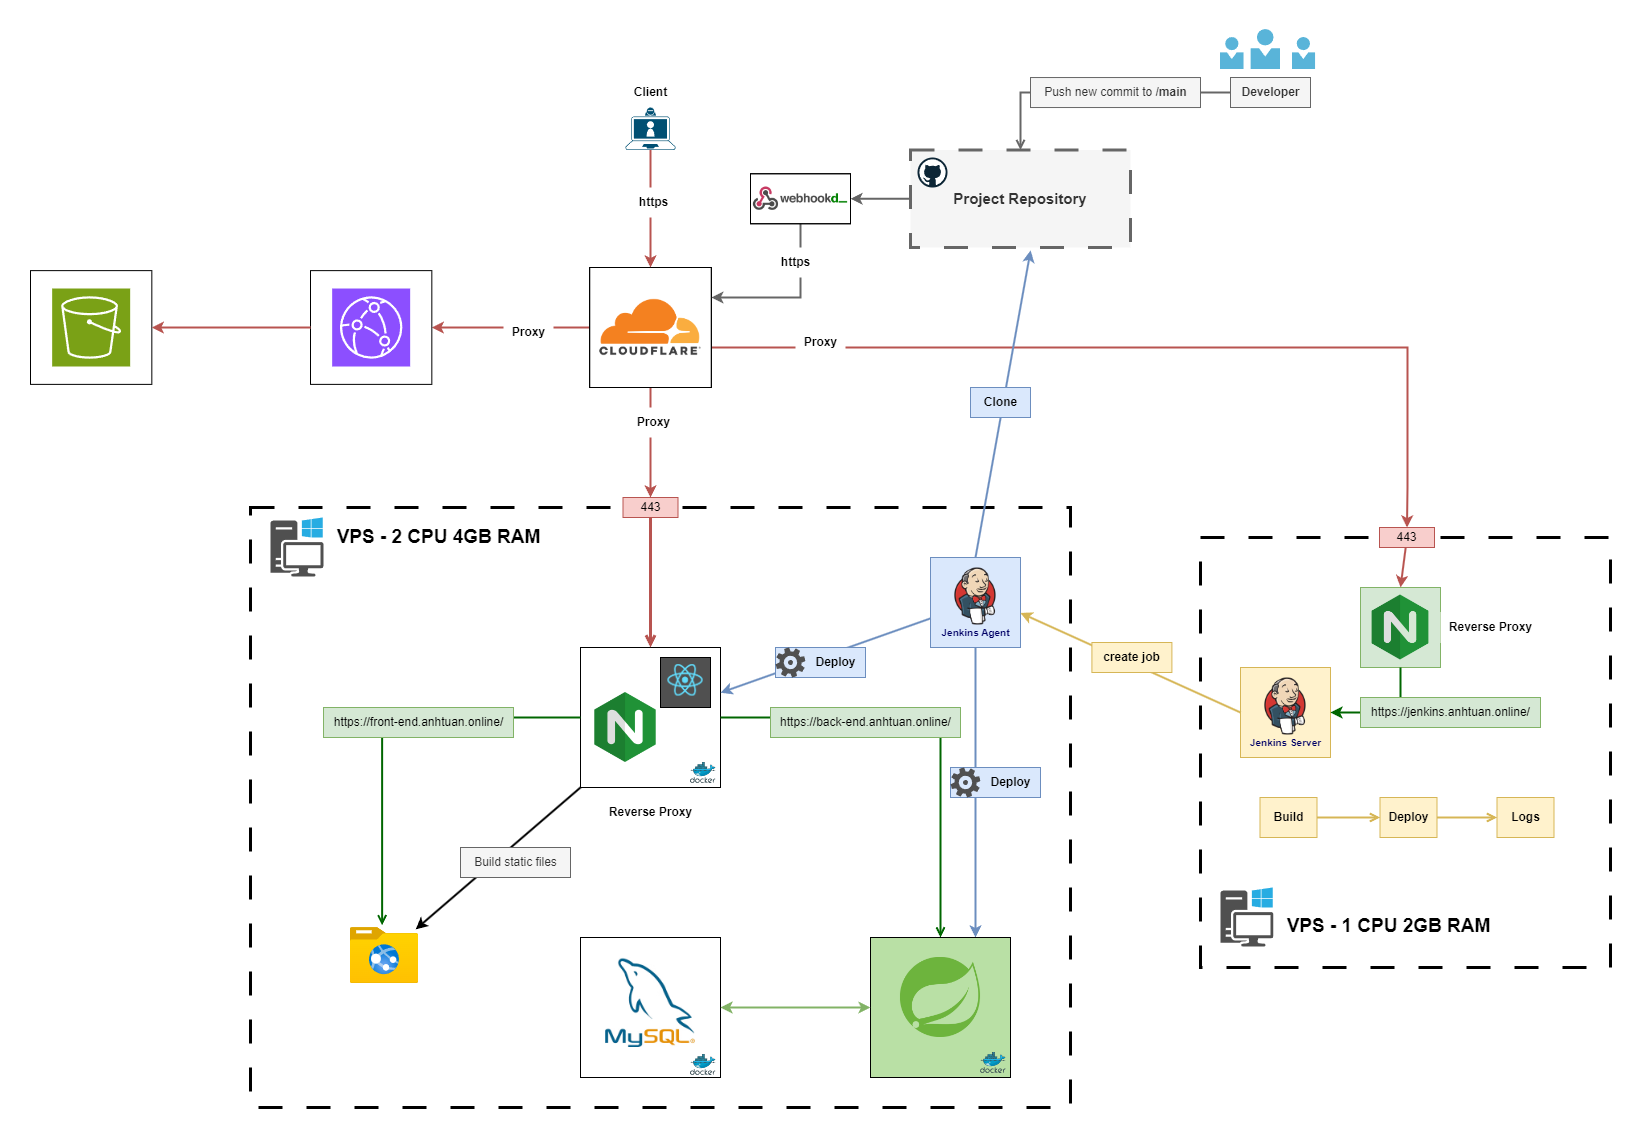 Client
Push new commit to /main
Developer
Project Repository
webhookd_
https
https
CLOUDFLARE
Proxy
Proxy
Proxy
Clone
443
VPS - 2 CPU 4GB RAM
443
Reverse Proxy
Jenkins Agent
create job
Deploy
https://front-end.anhtuan.online/
https://back-end.anhtuan.online/
https://jenkins.anhtuan.online/
Jenkins Server
docker
Deploy
Reverse Proxy
Build
Deploy
Logs
Build static files
VPS - 1 CPU 2GB RAM
MySQL®
docker
docker